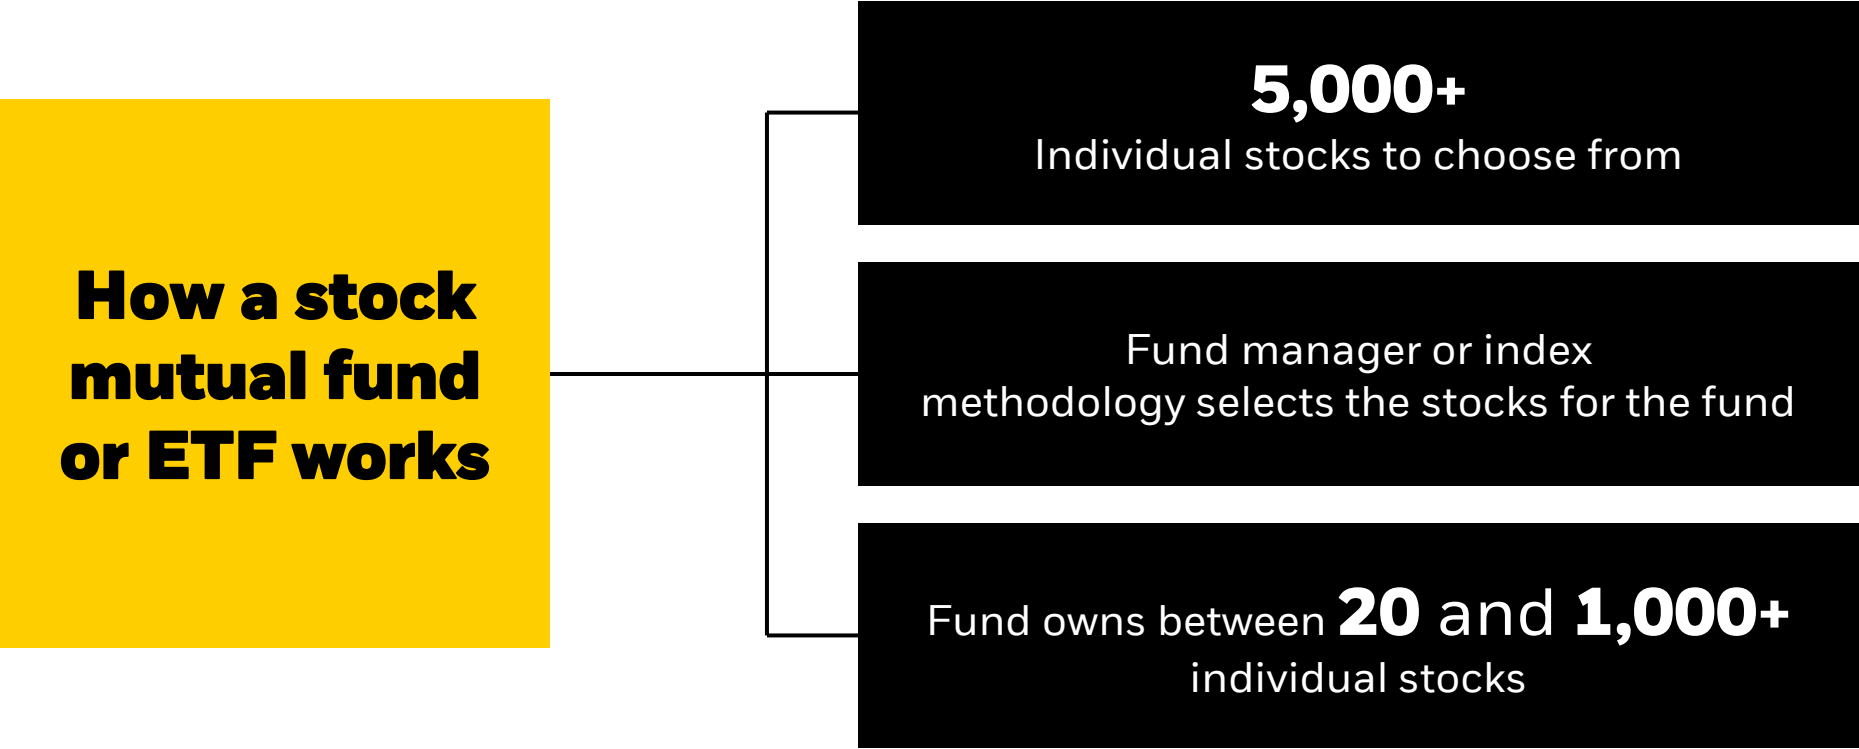 How a stock
mutual fund
or ETF works
5,000+
Individual stocks to choose from
Fund manager or index
methodology selects the stocks for the fund
Fund owns between 20 and 1,000+
individual stocks